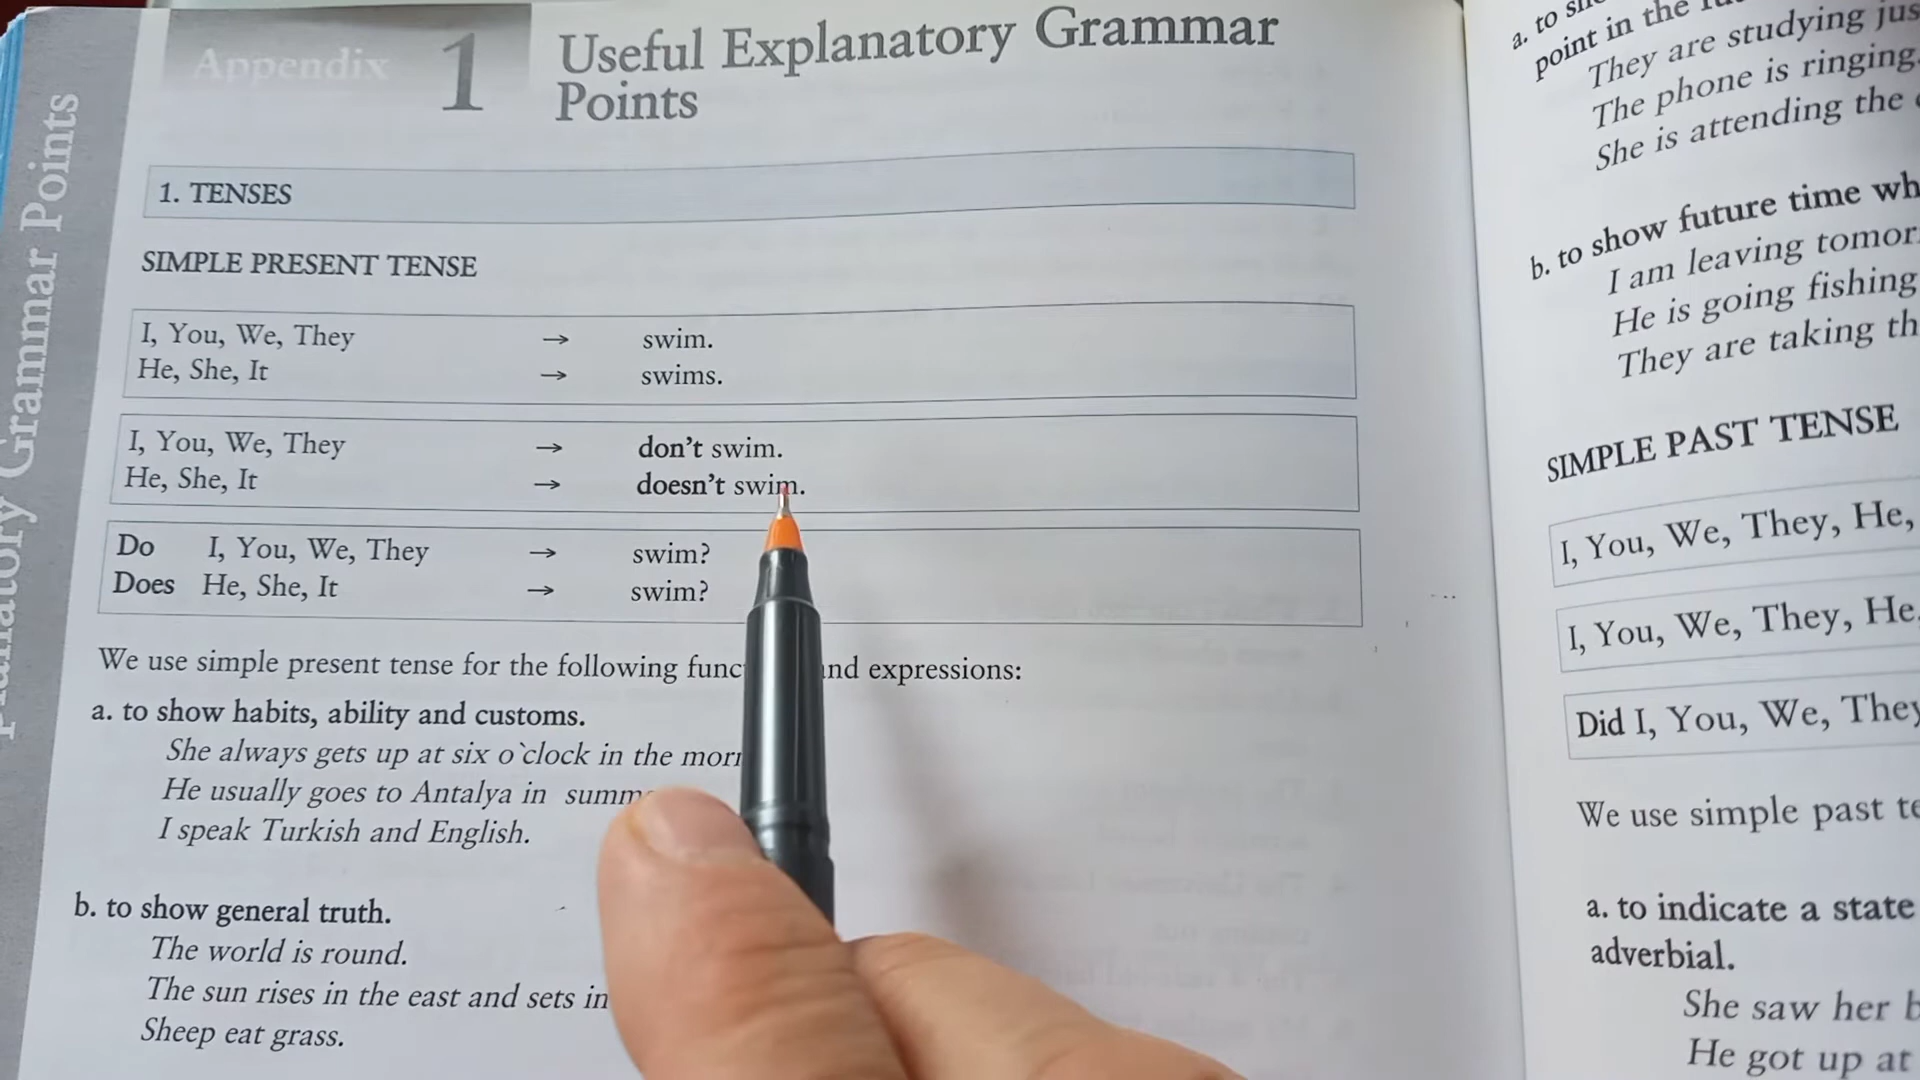 Appendix 1 Useful Explanatory Grammar
Points
Grammar Points
1. TENSES
SIMPLE PRESENT TENSE
I, You, We, They → swim.
He, She, It → swims.
I, You, We, They → don't swim.
He, She, It → doesn't swim.
Do I, You, We, They → swim?
Does He, She, It → swim?
We use simple present tense for the following and expressions:
a. to show habits, ability and customs.
She always gets up at six o`clock in the
He usually goes to Antalya in
I speak Turkish and English.
b. to show general truth.
The world is round.
The sun rises in the east and sets in
Sheep eat grass.
a. to
point in the
They are studying
The phone is ringing.
She is attending the
b. to show future time
I am leaving
He is going fishing
They are taking
SIMPLE PAST TENSE
I, You, We, They, He,
I, You, We, They, He,
Did I, You, We, They
We use simple past
a. to indicate a state
adverbial.
She saw her
He got up at